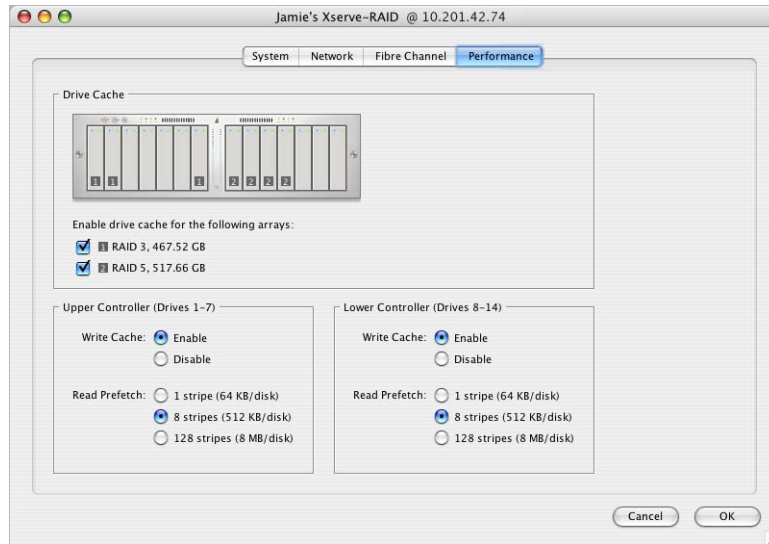 Jamie's Xserve-RAID @ 10.201.42.74
System Network Fibre Channel Performance
Drive Cache
1 1 1 2 2 2 2
Enable drive cache for the following arrays:
1 RAID 3, 467.52 GB
2 RAID 5, 517.66 GB
Upper Controller (Drives 1-7)
Write Cache: Enable
Disable
Read Prefetch: 1 stripe (64 KB/disk)
8 stripes (512 KB/disk)
128 stripes (8 MB/disk)
Lower Controller (Drives 8-14)
Write Cache: Enable
Disable
Read Prefetch: 1 stripe (64 KB/disk)
8 stripes (512 KB/disk)
128 stripes (8 MB/disk)
Cancel OK